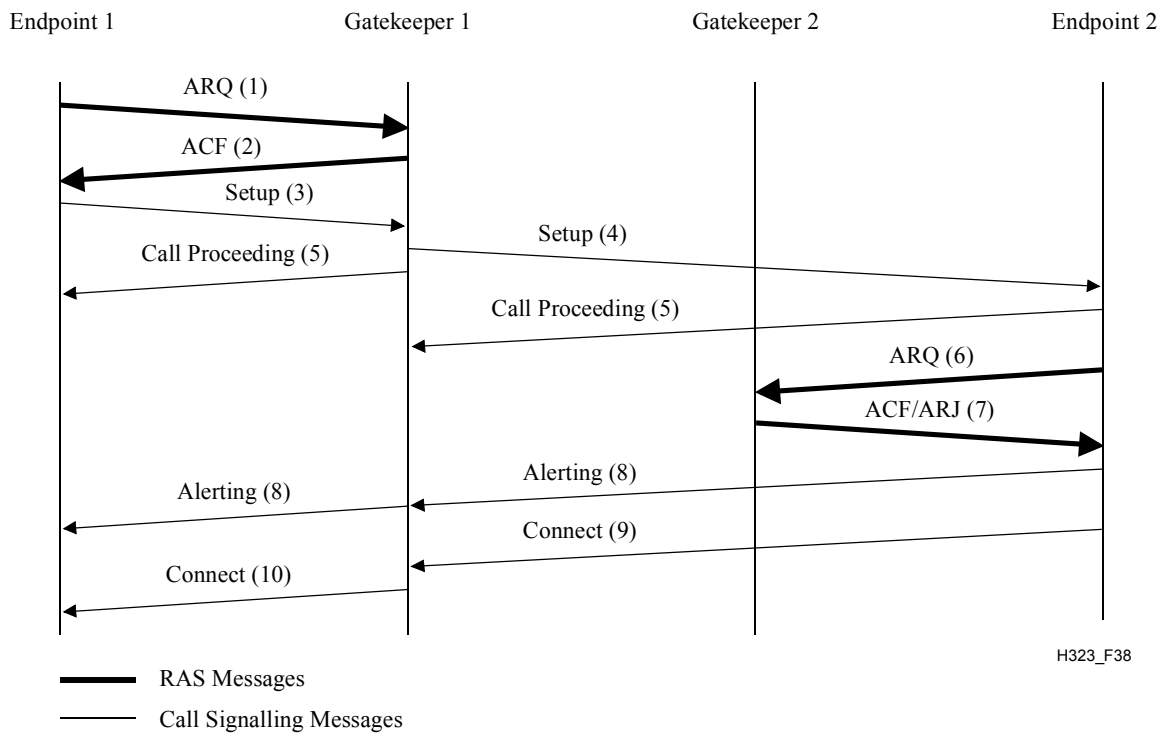 Endpoint 1 Gatekeeper 1 Gatekeeper 2 Endpoint 2
ARQ (1)
ACF (2)
Setup (3)
Setup (4)
Call Proceeding (5)
Call Proceeding (5)
ARQ (6)
ACF/ARJ (7)
Alerting (8)
Alerting (8)
Connect (9)
Connect (10)
H323_F38
RAS Messages
Call Signalling Messages